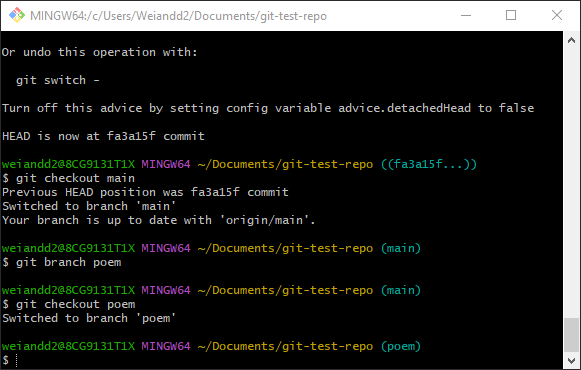 MINGW64:/c/Users/Weiandd2/Documents/git-test-repo
Or undo this operation with:
git switch -
Turn off this advice by setting config variable advice.detachedHead to false
HEAD is now at fa3a15f commit
weiandd2@8CG9131T1X MINGW64 ~/Documents/git-test-repo ((fa3a15f...))
$ git checkout main
Previous HEAD position was fa3a15f commit
Switched to branch 'main'
Your branch is up to date with 'origin/main'.
weiandd2@8CG9131T1X MINGW64 ~/Documents/git-test-repo (main)
$ git branch poem
weiandd2@8CG9131T1X MINGW64 ~/Documents/git-test-repo (main)
$ git checkout poem
Switched to branch 'poem'
weiandd2@8CG9131T1X MINGW64 ~/Documents/git-test-repo (poem)
$